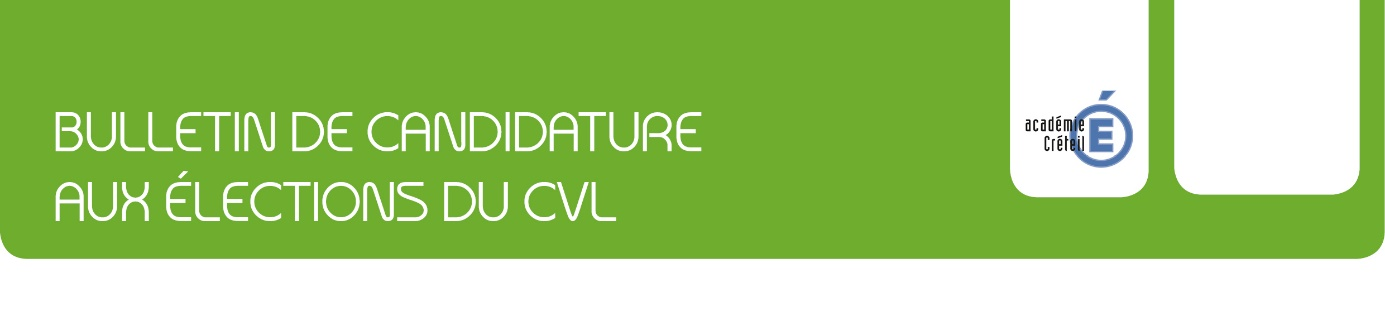 BULLETIN DE CANDIDATURE
AUX ÉLECTIONS DU CVL
académie
Créteil
É